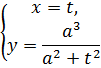 x = t,
y = a³ / (a² + t²)